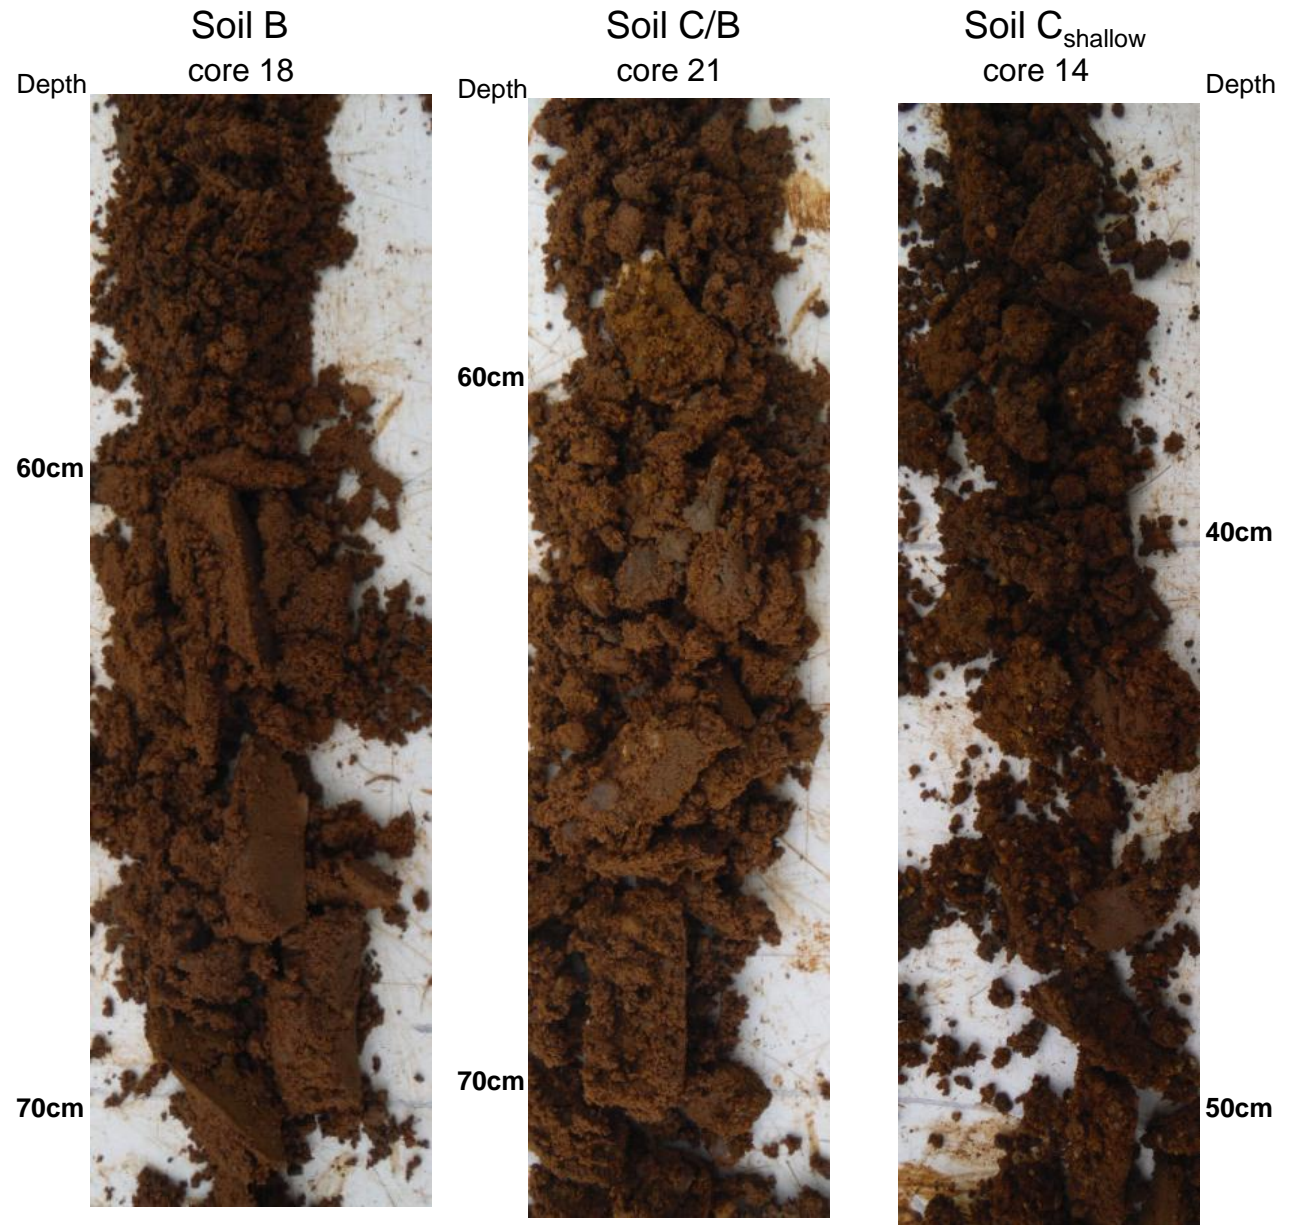 Soil B
core 18
Depth
60cm
70cm
Soil C/B
core 21
Depth
60cm
70cm
Soil Cshallow
core 14
Depth
40cm
50cm